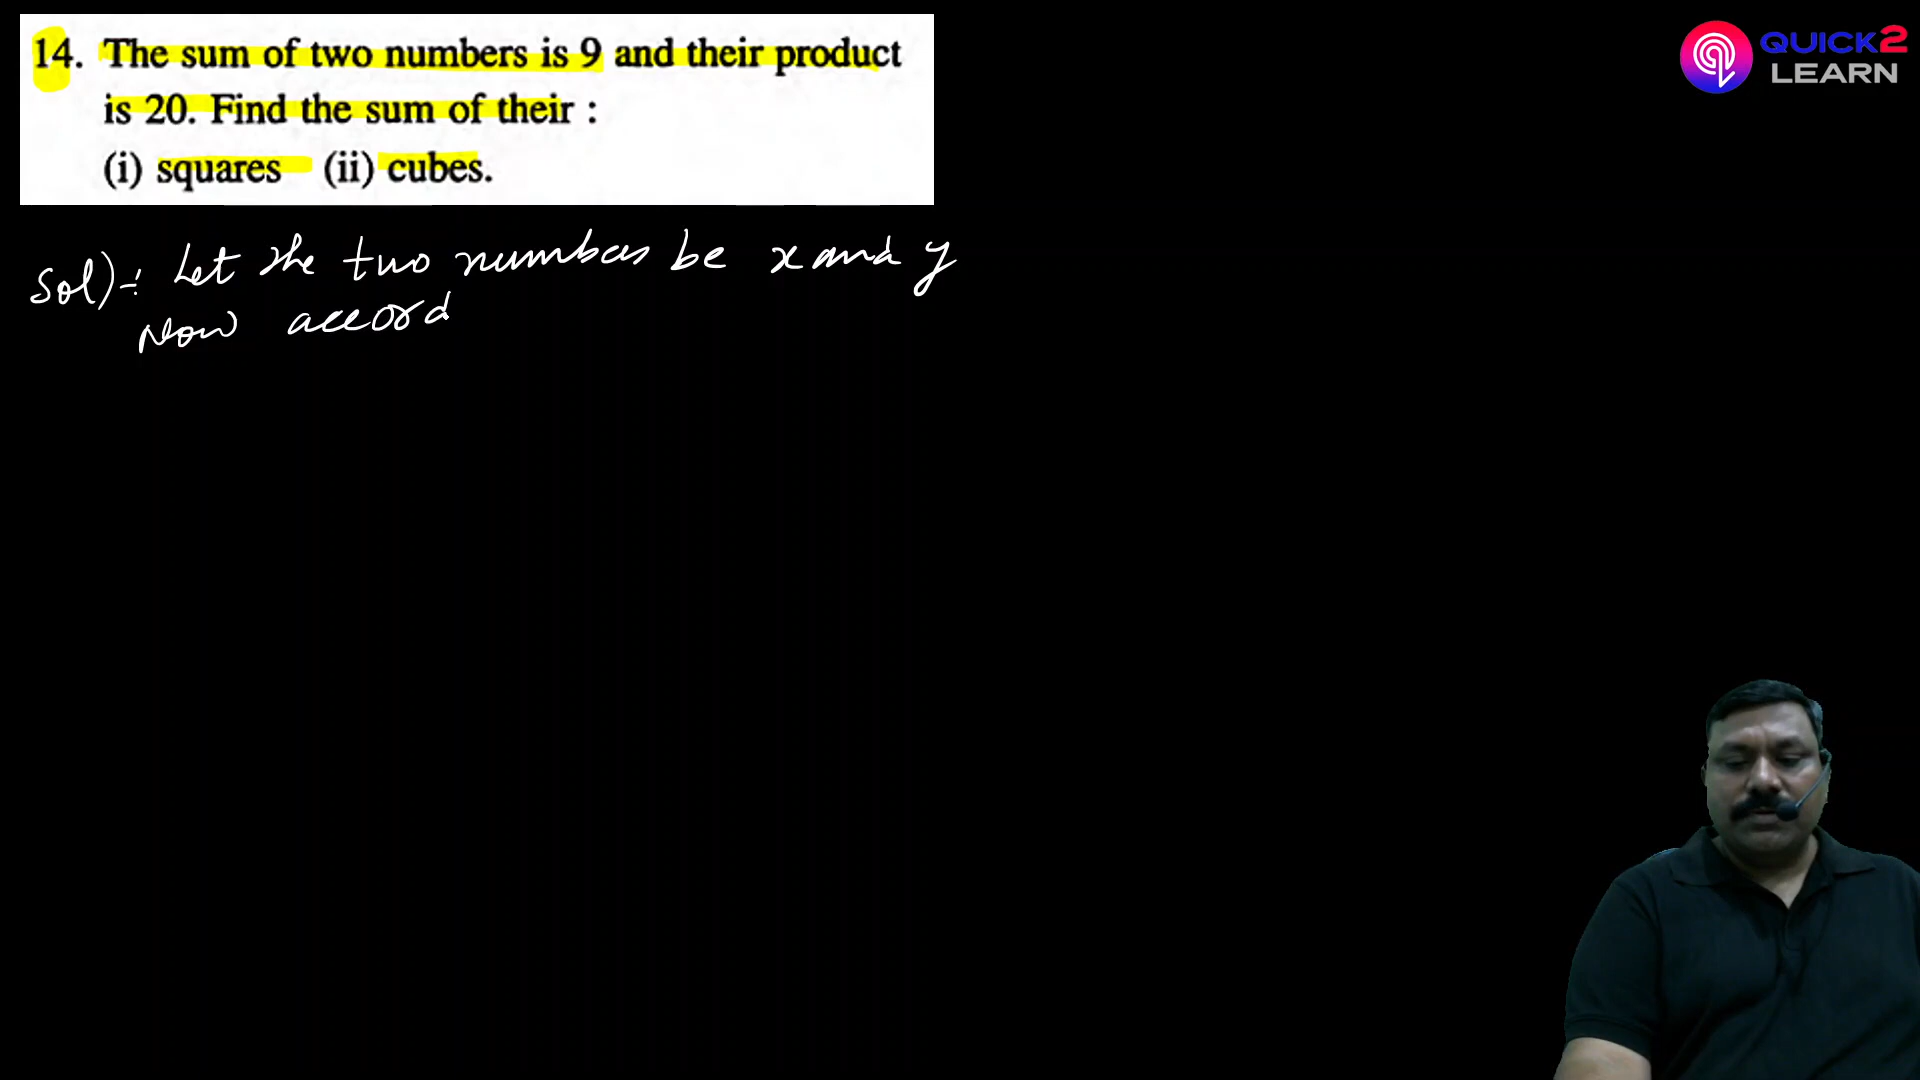 14. The sum of two numbers is 9 and their product
is 20. Find the sum of their :
(i) squares (ii) cubes.
QUICK2
LEARN
Sol):- Let the two numbers be x and y
Now accord